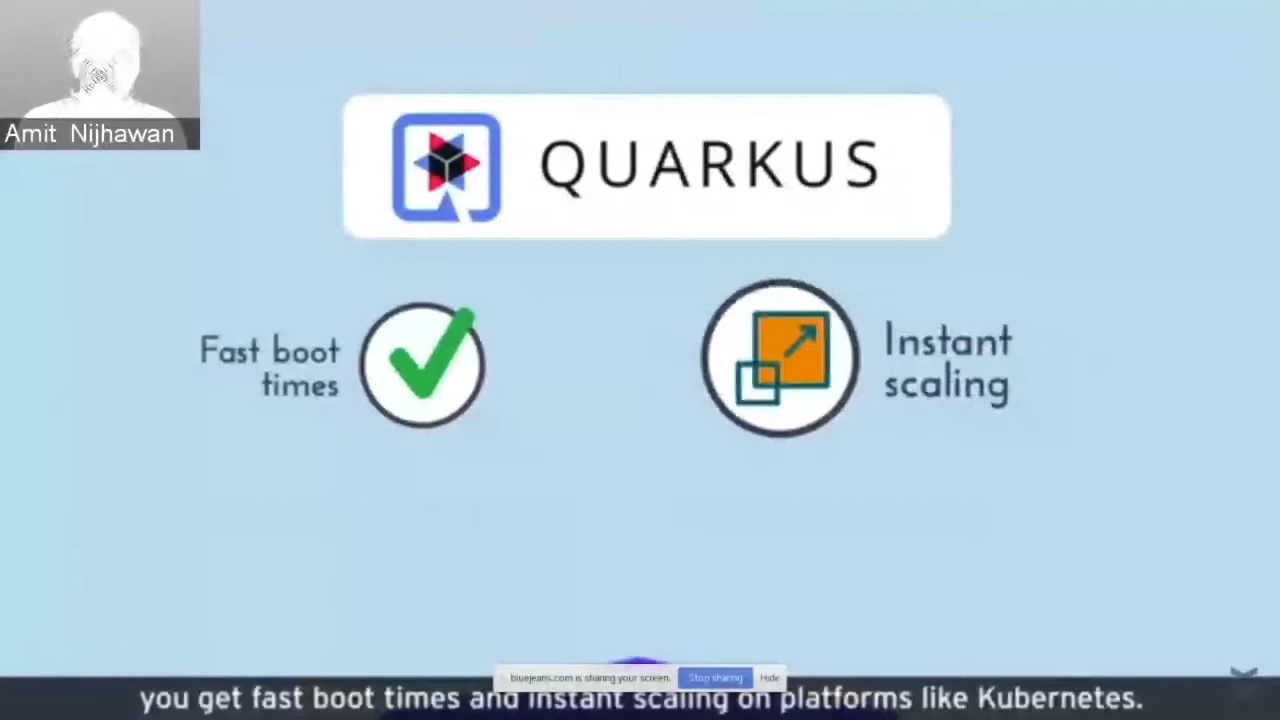 Amit Nijhawan
QUARKUS
Fast boot
times
Instant
scaling
bluejeans.com is sharing your screen.
Stop sharing
Hide
you get fast boot times and instant scaling on platforms like Kubernetes.